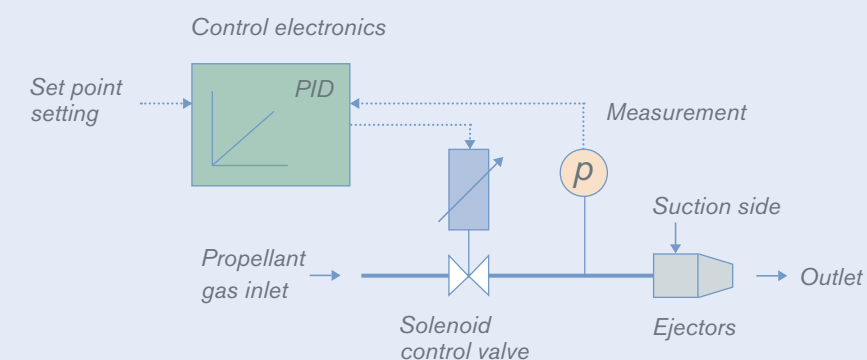 Control electronics
Set point
setting
PID
Measurement
p
Suction side
Propellant
gas inlet
Outlet
Solenoid
control valve
Ejectors